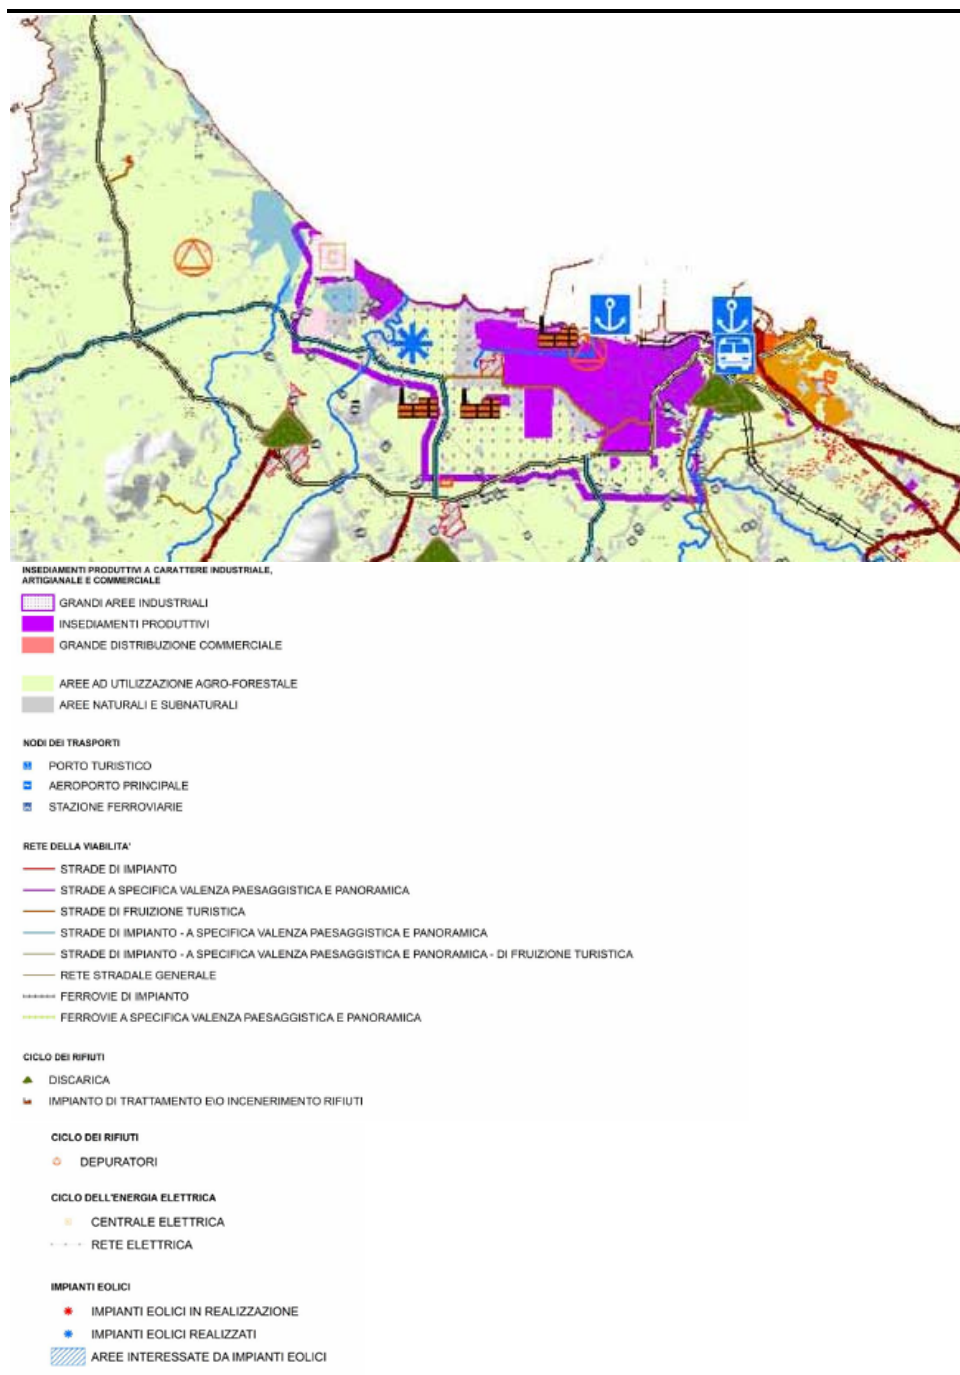 C
INSEDIAMENTI PRODUTTIVI A CARATTERE INDUSTRIALE,
ARTIGIANALE E COMMERCIALE
GRANDI AREE INDUSTRIALI
INSEDIAMENTI PRODUTTIVI
GRANDE DISTRIBUZIONE COMMERCIALE
AREE AD UTILIZZAZIONE AGRO-FORESTALE
AREE NATURALI E SUBNATURALI
NODI DEI TRASPORTI
PORTO TURISTICO
AEROPORTO PRINCIPALE
STAZIONE FERROVIARIE
RETE DELLA VIABILITA'
STRADE DI IMPIANTO
STRADE A SPECIFICA VALENZA PAESAGGISTICA E PANORAMICA
STRADE DI FRUIZIONE TURISTICA
STRADE DI IMPIANTO - A SPECIFICA VALENZA PAESAGGISTICA E PANORAMICA
STRADE DI IMPIANTO - A SPECIFICA VALENZA PAESAGGISTICA E PANORAMICA - DI FRUIZIONE TURISTICA
RETE STRADALE GENERALE
FERROVIE DI IMPIANTO
FERROVIE A SPECIFICA VALENZA PAESAGGISTICA E PANORAMICA
CICLO DEI RIFIUTI
DISCARICA
IMPIANTO DI TRATTAMENTO E\O INCENERIMENTO RIFIUTI
CICLO DEI RIFIUTI
DEPURATORI
CICLO DELL'ENERGIA ELETTRICA
CENTRALE ELETTRICA
RETE ELETTRICA
IMPIANTI EOLICI
IMPIANTI EOLICI IN REALIZZAZIONE
IMPIANTI EOLICI REALIZZATI
AREE INTERESSATE DA IMPIANTI EOLICI